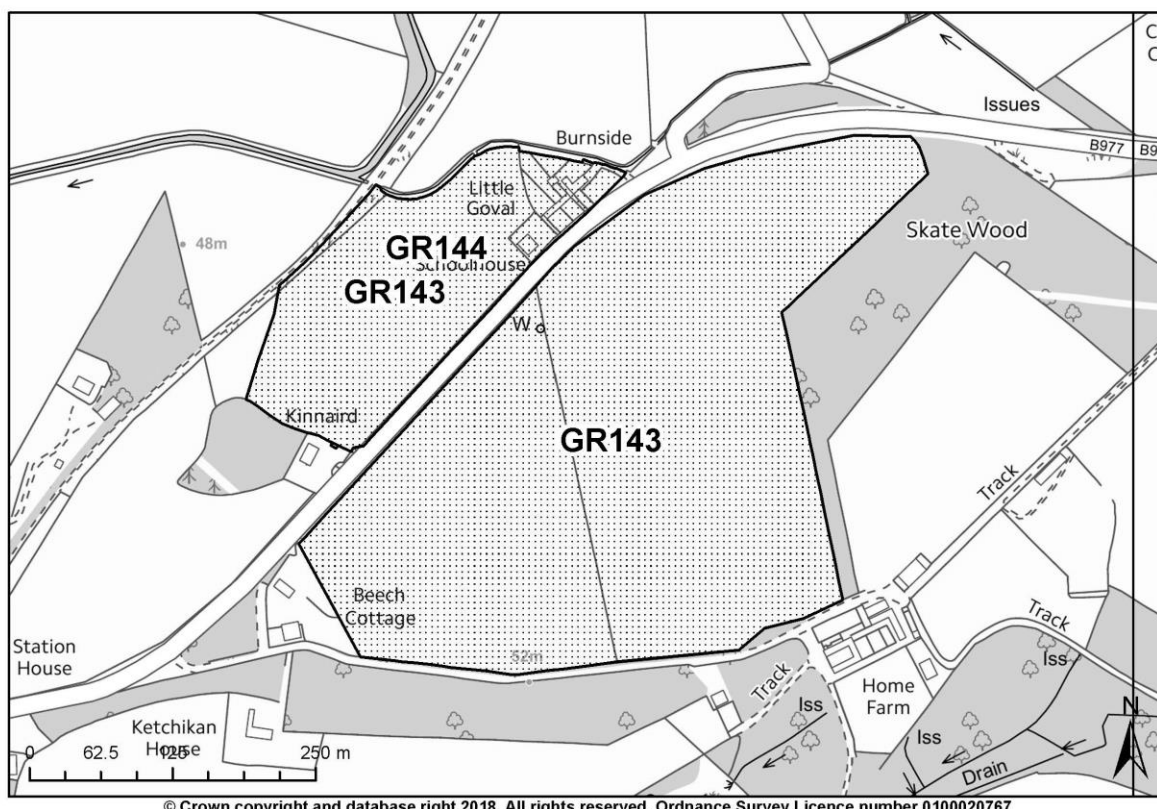 C
C
Issues
Burnside
B977
B9
Little
Goval
Skate Wood
48m
GR144
Schoolhouse
GR143
W
Kinnaird
GR143
Track
Beech
Cottage
Track
Station
House
52m
Iss
Track
Home
Farm
Iss
N
Ketchikan
House
Iss
Drain
0 62.5 125 250 m
© Crown copyright and database right 2018. All rights reserved. Ordnance Survey Licence number 0100020767